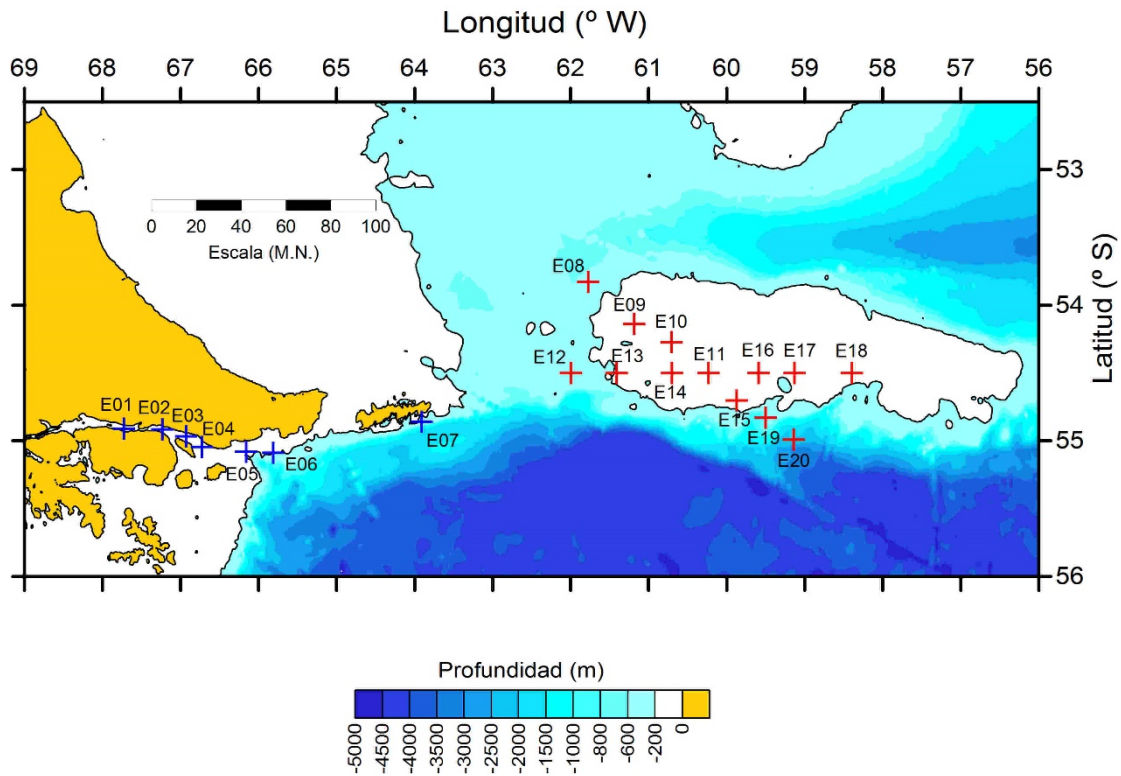 Longitud (º W)
69 68 67 66 65 64 63 62 61 60 59 58 57 56
53
0 20 40 60 80 100
Escala (M.N.)
E08
54
E09
E10
E12 E13 E11 E16 E17 E18
E14
E15
E01 E02 E03
E04
E07
E19
55
E05 E06
E20
56
Latitud (º S)
Profundidad (m)
-5000 -4500 -4000 -3500 -3000 -2500 -2000 -1500 -1000 -800 -600 -200 0